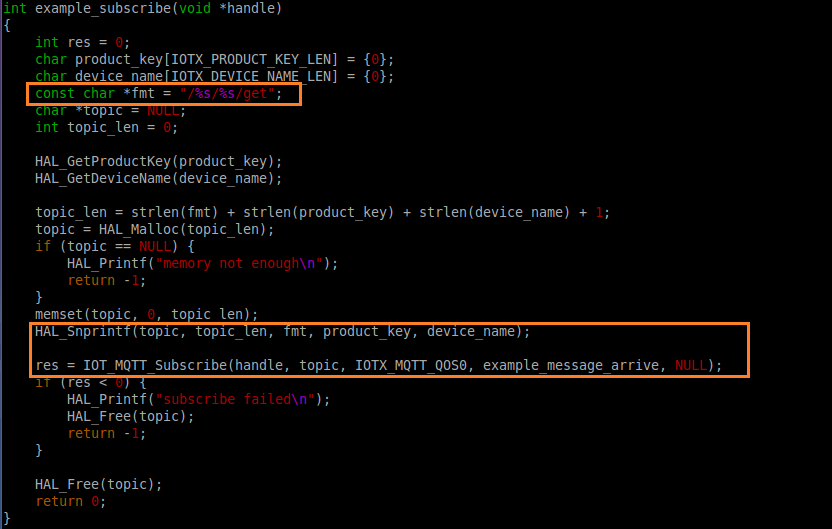 int example_subscribe(void *handle)
{
    int res = 0;
    char product_key[IOTX_PRODUCT_KEY_LEN] = {0};
    char device_name[IOTX_DEVICE_NAME_LEN] = {0};
    const char *fmt = "/%s/%s/get";
    char *topic = NULL;
    int topic_len = 0;

    HAL_GetProductKey(product_key);
    HAL_GetDeviceName(device_name);

    topic_len = strlen(fmt) + strlen(product_key) + strlen(device_name) + 1;
    topic = HAL_Malloc(topic_len);
    if (topic == NULL) {
        HAL_Printf("memory not enough\n");
        return -1;
    }
    memset(topic, 0, topic_len);
    HAL_Snprintf(topic, topic_len, fmt, product_key, device_name);

    res = IOT_MQTT_Subscribe(handle, topic, IOTX_MQTT_QOS0, example_message_arrive, NULL);
    if (res < 0) {
        HAL_Printf("subscribe failed\n");
        HAL_Free(topic);
        return -1;
    }

    HAL_Free(topic);
    return 0;
}